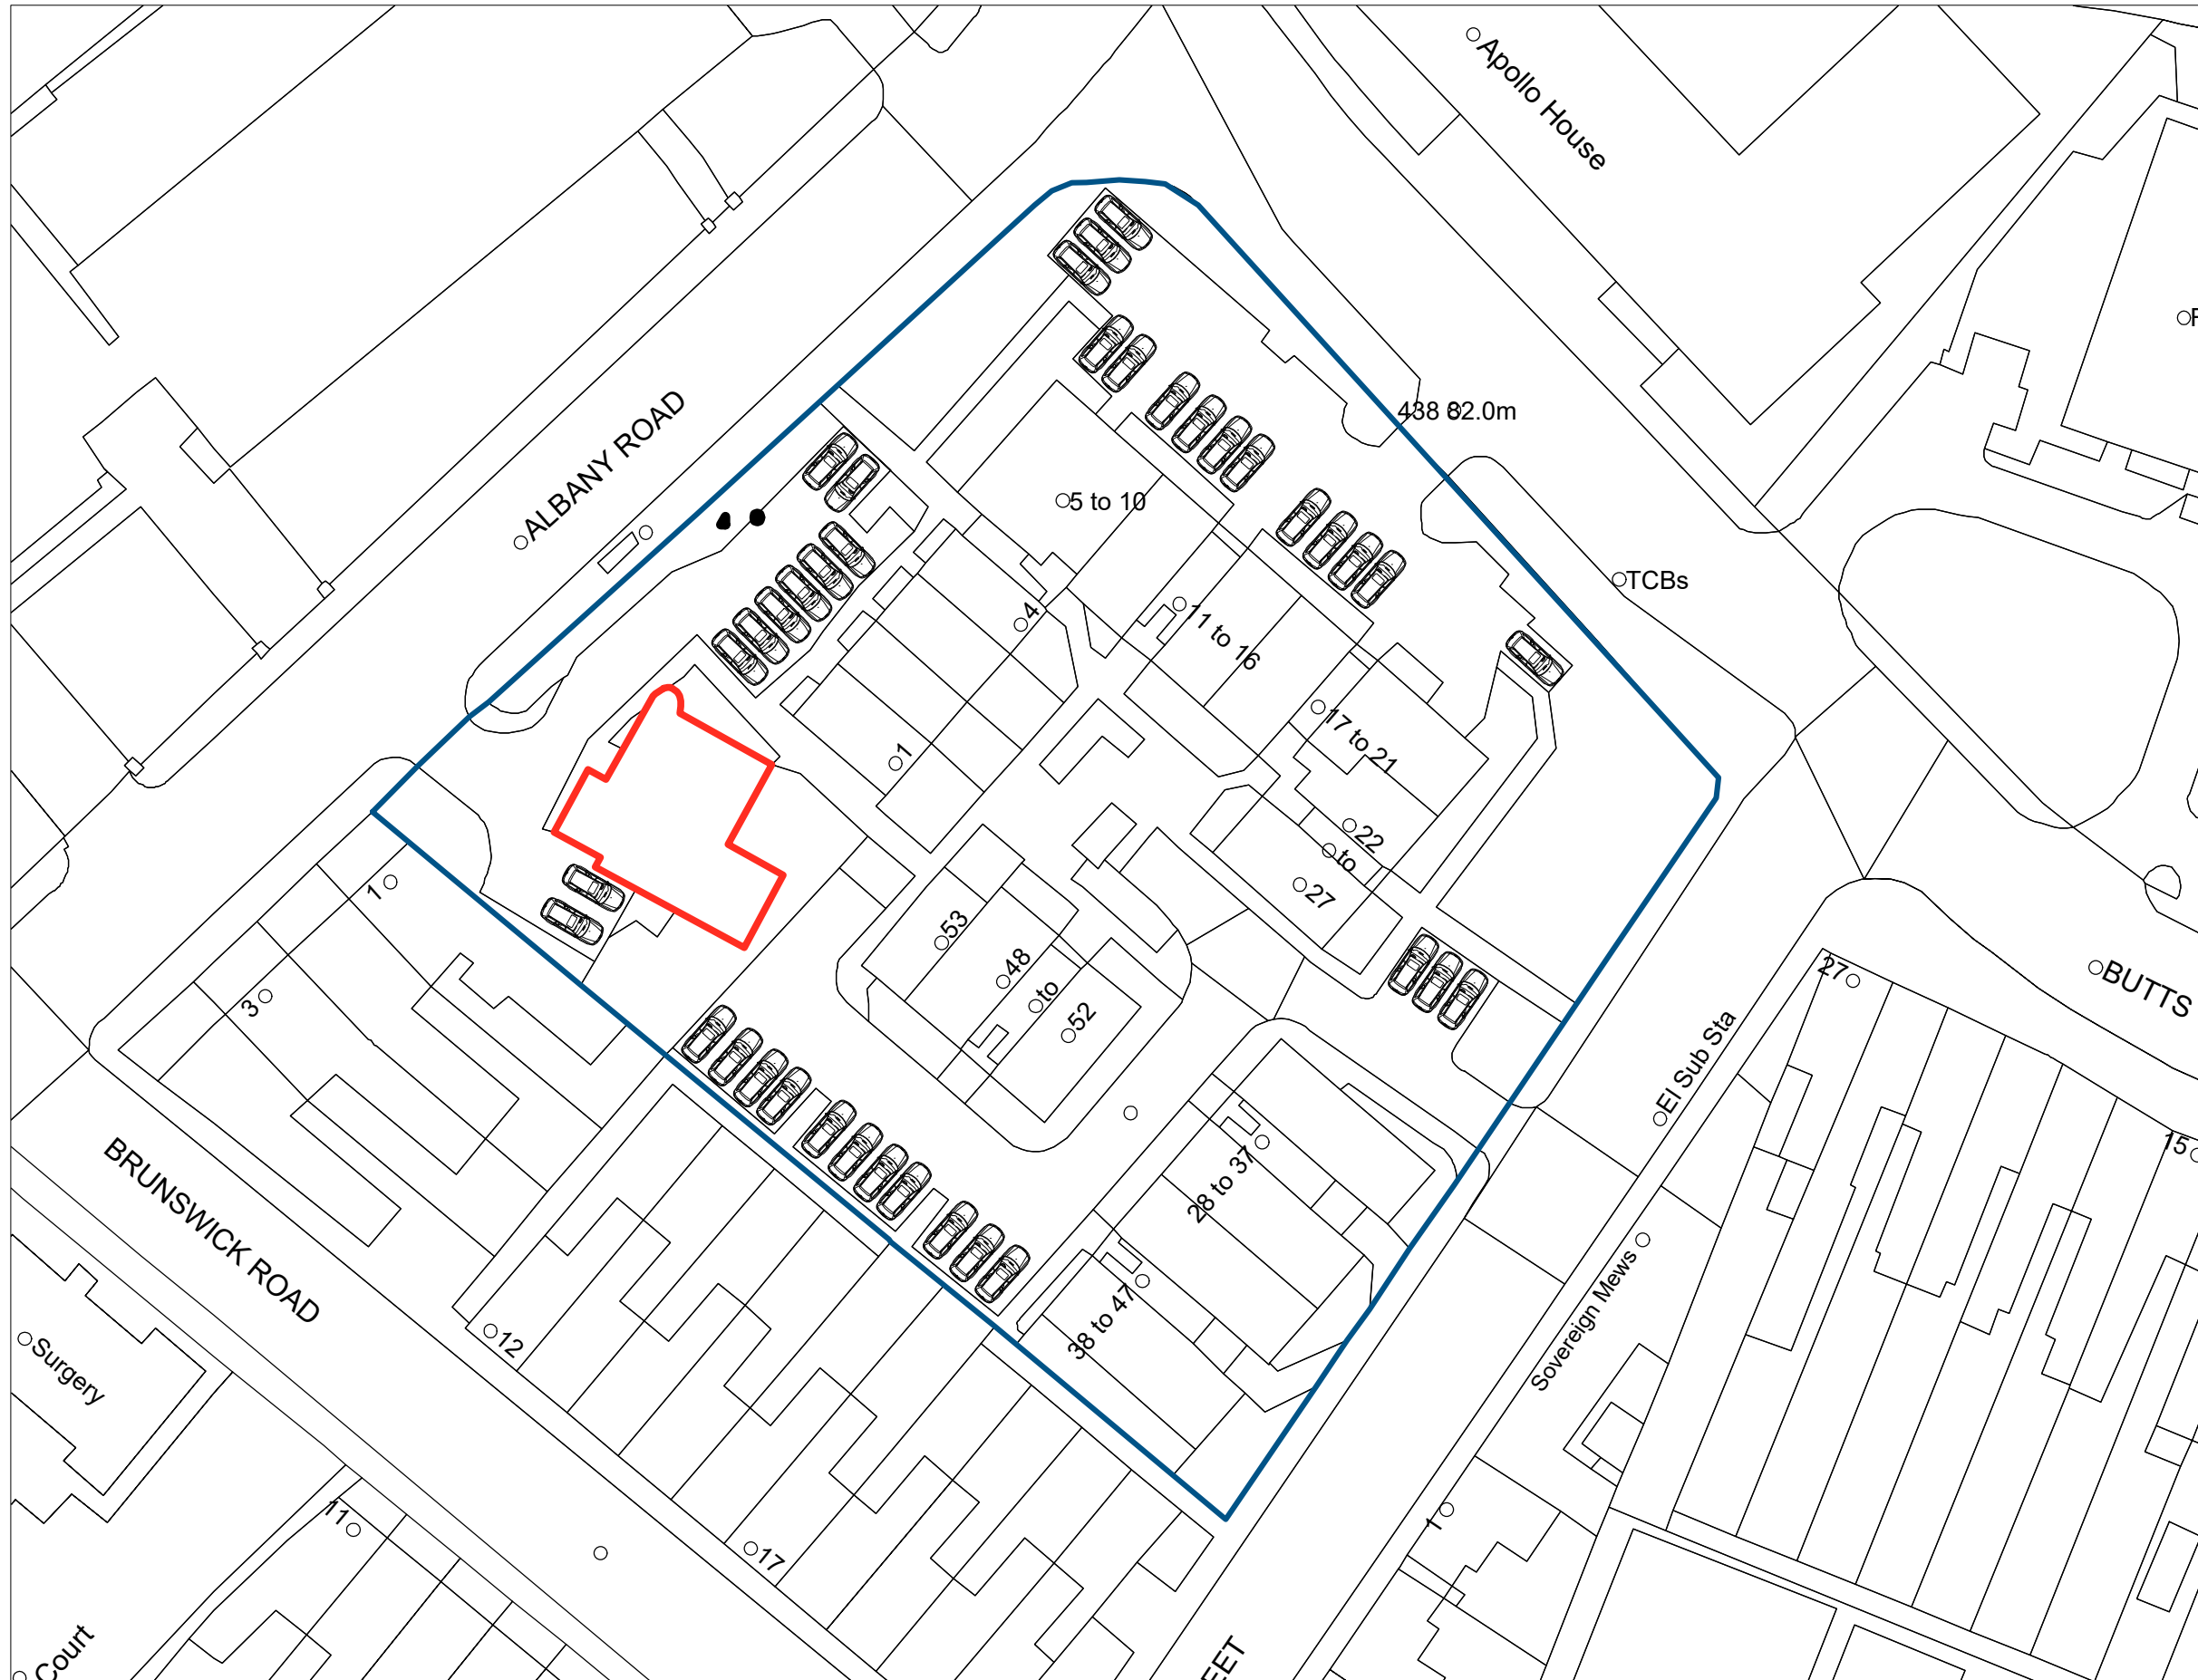 Apollo House
ALBANY ROAD
438 82.0m
5 to 10
TCBs
11 to 16
4
17 to 21
1
22
to
27
1
53
48
to
52
3
27
BUTTS
El Sub Sta
15
28 to 37
BRUNSWICK ROAD
38 to 47
Sovereign Mews
12
Surgery
11
17
1
Court
EET